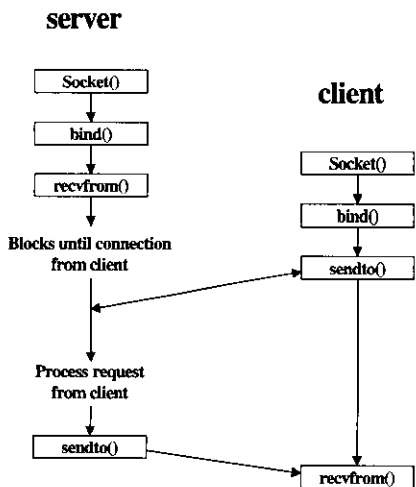 server
Socket()
bind()
recvfrom()
Blocks until connection
from client
Process request
from client
sendto()
client
Socket()
bind()
sendto()
recvfrom()